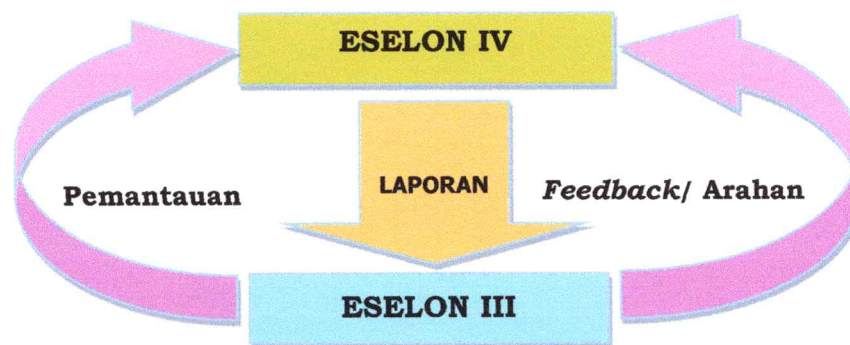 ESELON IV
Pemantauan
LAPORAN
Feedback/ Arahan
ESELON III